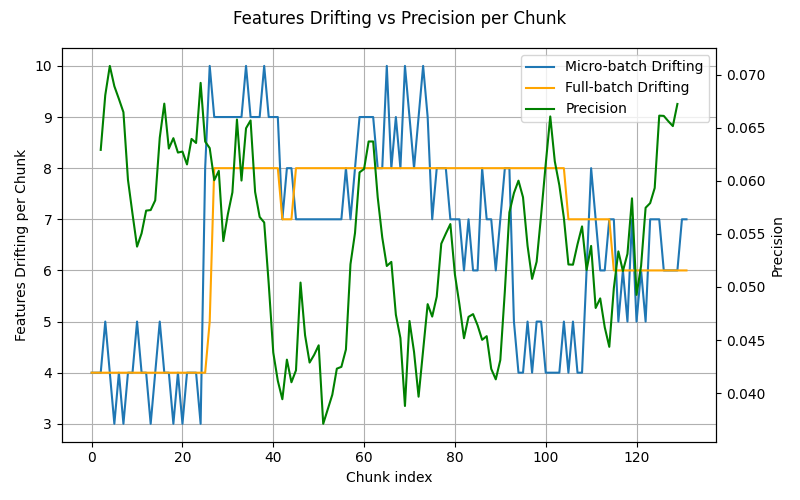 Features Drifting vs Precision per Chunk
Micro-batch Drifting
Full-batch Drifting
Precision
10
9
8
7
6
5
4
3
Features Drifting per Chunk
0.070
0.065
0.060
0.055
0.050
0.045
0.040
Precision
0 20 40 60 80 100 120
Chunk index